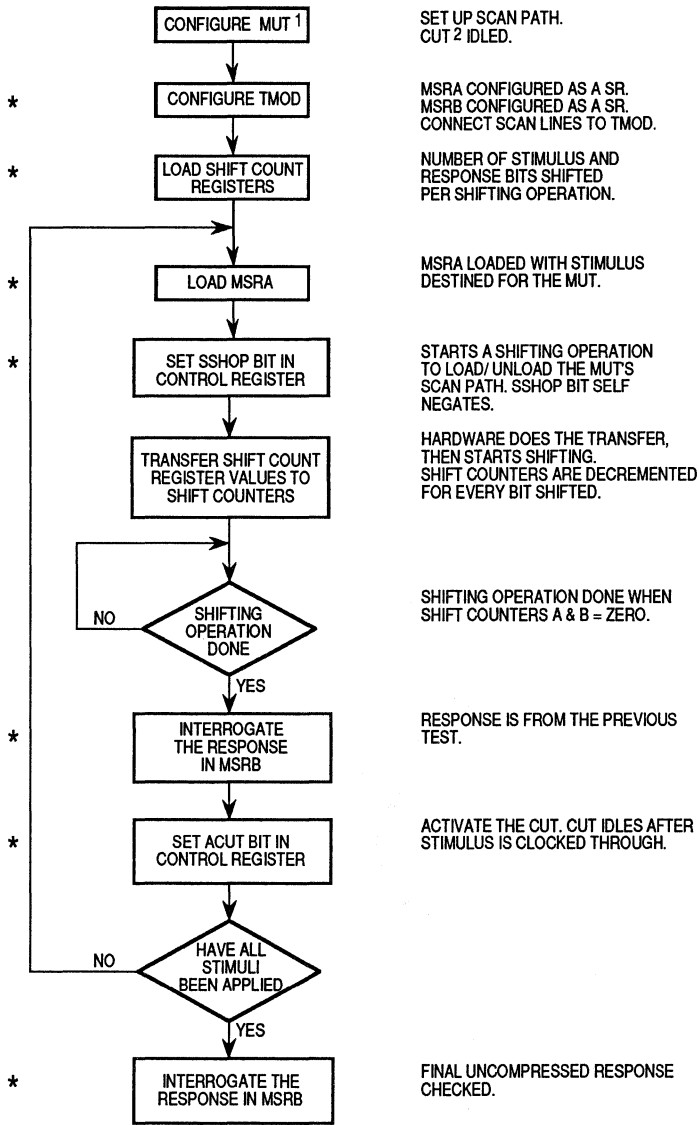 CONFIGURE MUT 1
SET UP SCAN PATH.
CUT 2 IDLED.
*
CONFIGURE TMOD
MSRA CONFIGURED AS A SR.
MSRB CONFIGURED AS A SR.
CONNECT SCAN LINES TO TMOD.
*
LOAD SHIFT COUNT
REGISTERS
NUMBER OF STIMULUS AND
RESPONSE BITS SHIFTED
PER SHIFTING OPERATION.
*
LOAD MSRA
MSRA LOADED WITH STIMULUS
DESTINED FOR THE MUT.
*
SET SSHOP BIT IN
CONTROL REGISTER
STARTS A SHIFTING OPERATION
TO LOAD/ UNLOAD THE MUT'S
SCAN PATH. SSHOP BIT SELF
NEGATES.
TRANSFER SHIFT COUNT
REGISTER VALUES TO
SHIFT COUNTERS
HARDWARE DOES THE TRANSFER,
THEN STARTS SHIFTING.
SHIFT COUNTERS ARE DECREMENTED
FOR EVERY BIT SHIFTED.
NO
SHIFTING
OPERATION
DONE
SHIFTING OPERATION DONE WHEN
SHIFT COUNTERS A & B = ZERO.
YES
*
INTERROGATE
THE RESPONSE
IN MSRB
RESPONSE IS FROM THE PREVIOUS
TEST.
*
SET ACUT BIT IN
CONTROL REGISTER
ACTIVATE THE CUT. CUT IDLES AFTER
STIMULUS IS CLOCKED THROUGH.
NO
HAVE ALL
STIMULI
BEEN APPLIED
YES
*
INTERROGATE THE
RESPONSE IN MSRB
FINAL UNCOMPRESSED RESPONSE
CHECKED.